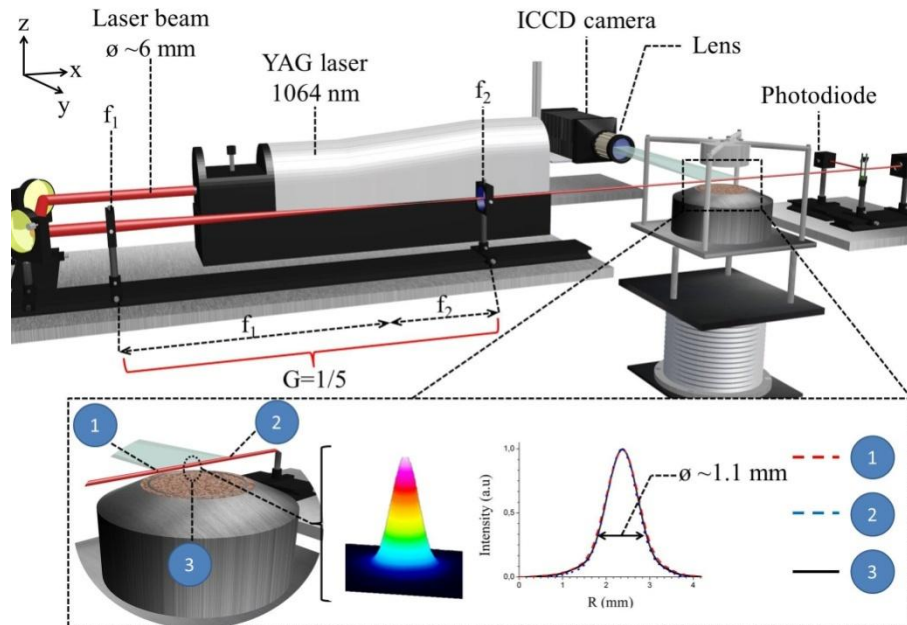 z
x
y
Laser beam
ø ~6 mm
f₁
YAG laser
1064 nm
f₂
ICCD camera
Lens
Photodiode
f₁
f₂
G=1/5
1
2
3
Intensity (a.u)
1,0
0,5
0,0
0
1
2
3
4
R (mm)
ø ~1.1 mm
1
2
3